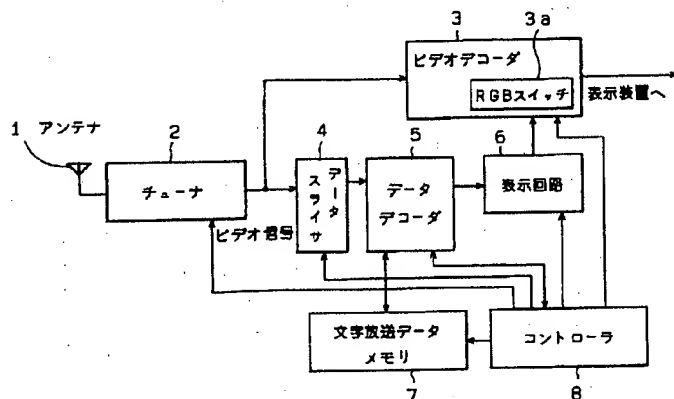 3
3a
ビデオデコーダ
RGBスイッチ
表示装置へ
1 アンテナ
2
チューナ
ビデオ信号
4
データスライサ
5
データ
デコーダ
6
表示回路
文字放送データ
メモリ
7
コントローラ
8